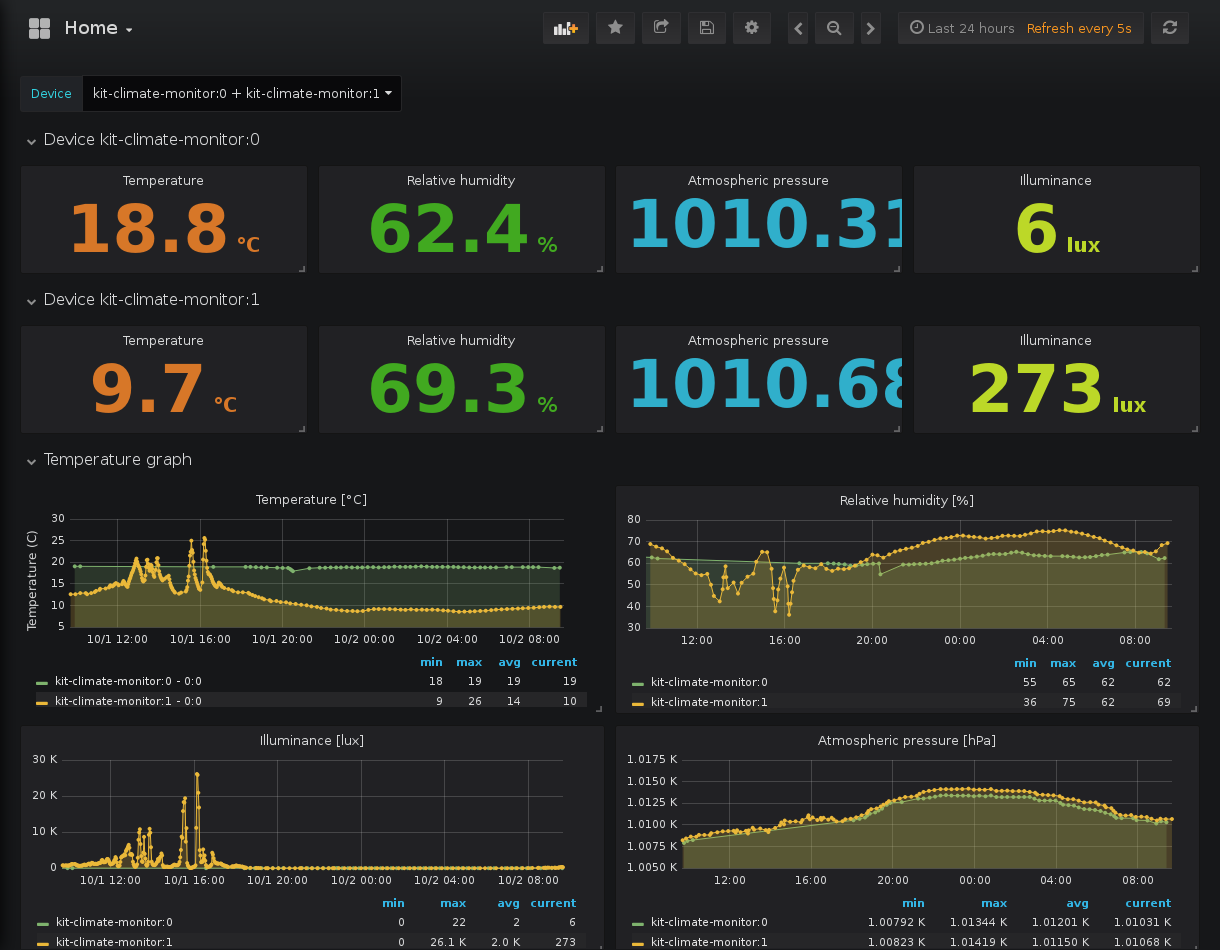 Home
Last 24 hours Refresh every 5s
Device kit-climate-monitor:0 + kit-climate-monitor:1
Device kit-climate-monitor:0
Temperature Relative humidity Atmospheric pressure Illuminance
18.8 °C 62.4 % 1010.31 6 lux
Device kit-climate-monitor:1
Temperature Relative humidity Atmospheric pressure Illuminance
9.7 °C 69.3 % 1010.68 273 lux
Temperature graph
Temperature [°C]
Temperature (C)
30
25
20
15
10
5
10/1 12:00 10/1 16:00 10/1 20:00 10/2 00:00 10/2 04:00 10/2 08:00
min max avg current
kit-climate-monitor:0 - 0:0 18 19 19 19
kit-climate-monitor:1 - 0:0 9 26 14 10
Relative humidity [%]
80
70
60
50
40
30
12:00 16:00 20:00 00:00 04:00 08:00
min max avg current
kit-climate-monitor:0 55 65 62 62
kit-climate-monitor:1 36 75 62 69
Illuminance [lux]
30 K
20 K
10 K
0
10/1 12:00 10/1 16:00 10/1 20:00 10/2 00:00 10/2 04:00 10/2 08:00
min max avg current
kit-climate-monitor:0 0 22 2 6
kit-climate-monitor:1 0 26.1 K 2.0 K 273
Atmospheric pressure [hPa]
1.0175 K
1.0150 K
1.0125 K
1.0100 K
1.0075 K
1.0050 K
12:00 16:00 20:00 00:00 04:00 08:00
min max avg current
kit-climate-monitor:0 1.00792 K 1.01344 K 1.01201 K 1.01031 K
kit-climate-monitor:1 1.00823 K 1.01419 K 1.01150 K 1.01068 K